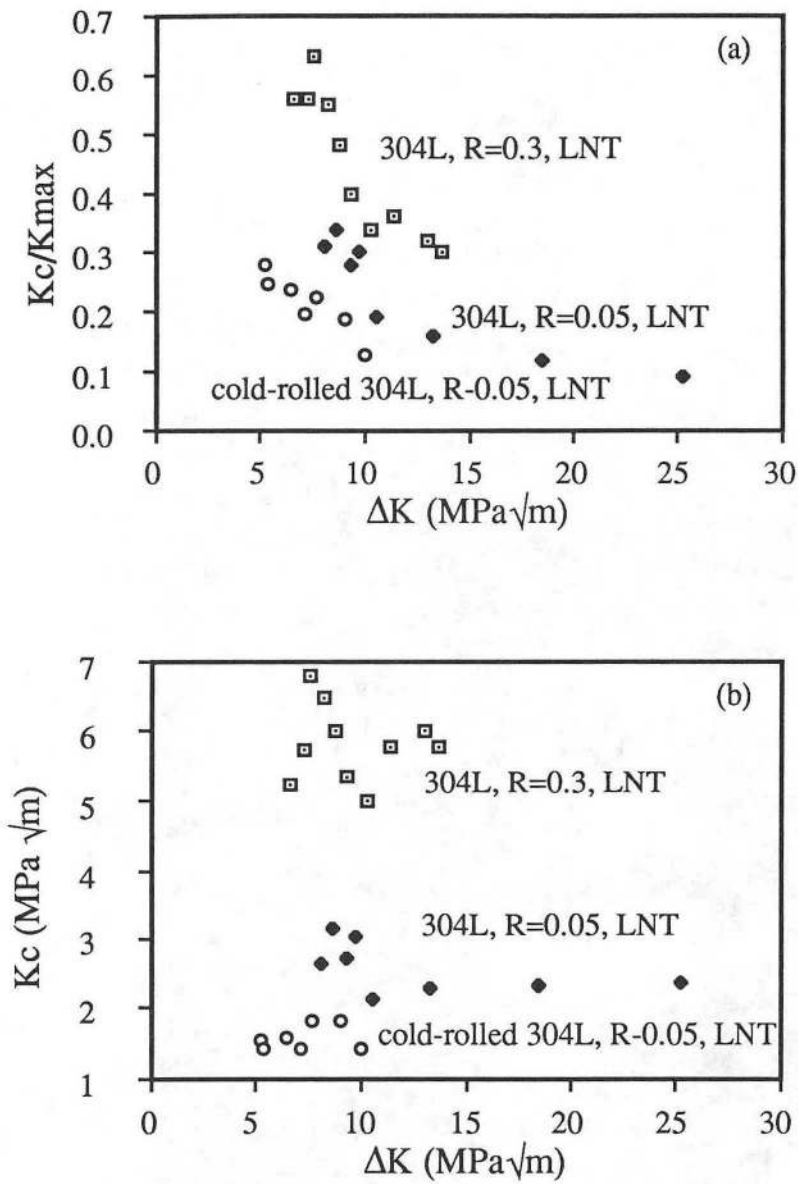 0.7
(a)
0.6
0.5
304L, R=0.3, LNT
0.4
Kc/Kmax
0.3
0.2
304L, R=0.05, LNT
0.1
cold-rolled 304L, R-0.05, LNT
0.0
0 5 10 15 20 25 30
ΔK (MPa√m)
7
(b)
6
304L, R=0.3, LNT
5
4
Kc (MPa √m)
3
304L, R=0.05, LNT
2
cold-rolled 304L, R-0.05, LNT
1
0 5 10 15 20 25 30
ΔK (MPa√m)